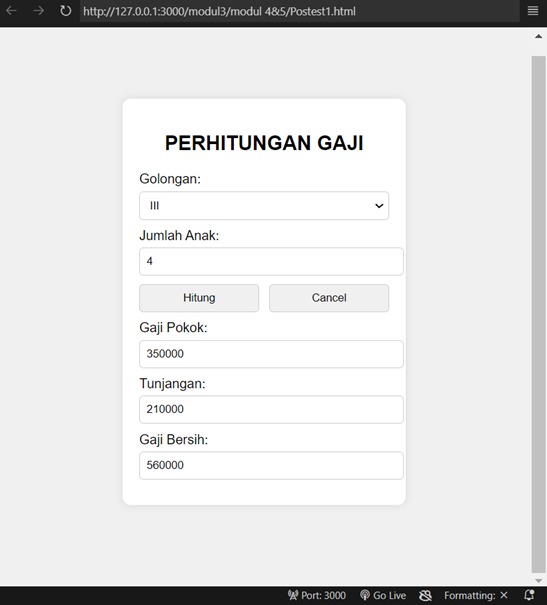 http://127.0.0.1:3000/modul3/modul 4&5/Postest1.html
PERHITUNGAN GAJI
Golongan:
III
Jumlah Anak:
4
Hitung Cancel
Gaji Pokok:
350000
Tunjangan:
210000
Gaji Bersih:
560000
Port: 3000 Go Live Formatting: ✕